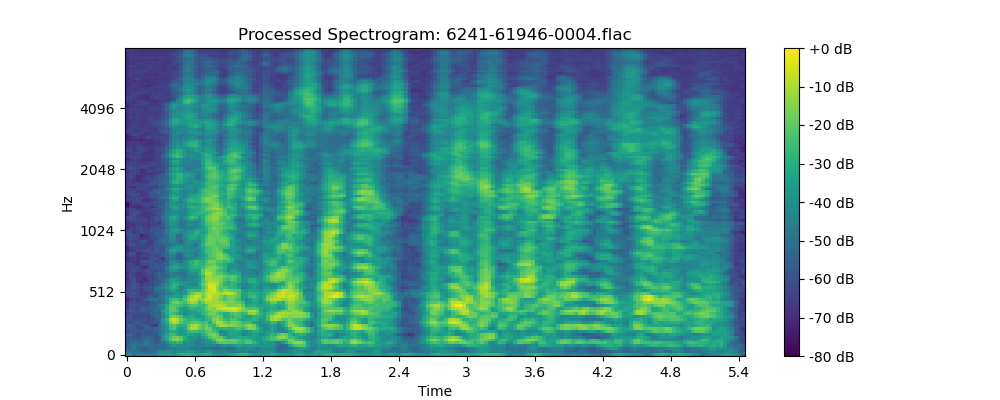 Processed Spectrogram: 6241-61946-0004.flac
Hz
4096
2048
1024
512
0
0 0.6 1.2 1.8 2.4 3 3.6 4.2 4.8 5.4
Time
+0 dB
-10 dB
-20 dB
-30 dB
-40 dB
-50 dB
-60 dB
-70 dB
-80 dB